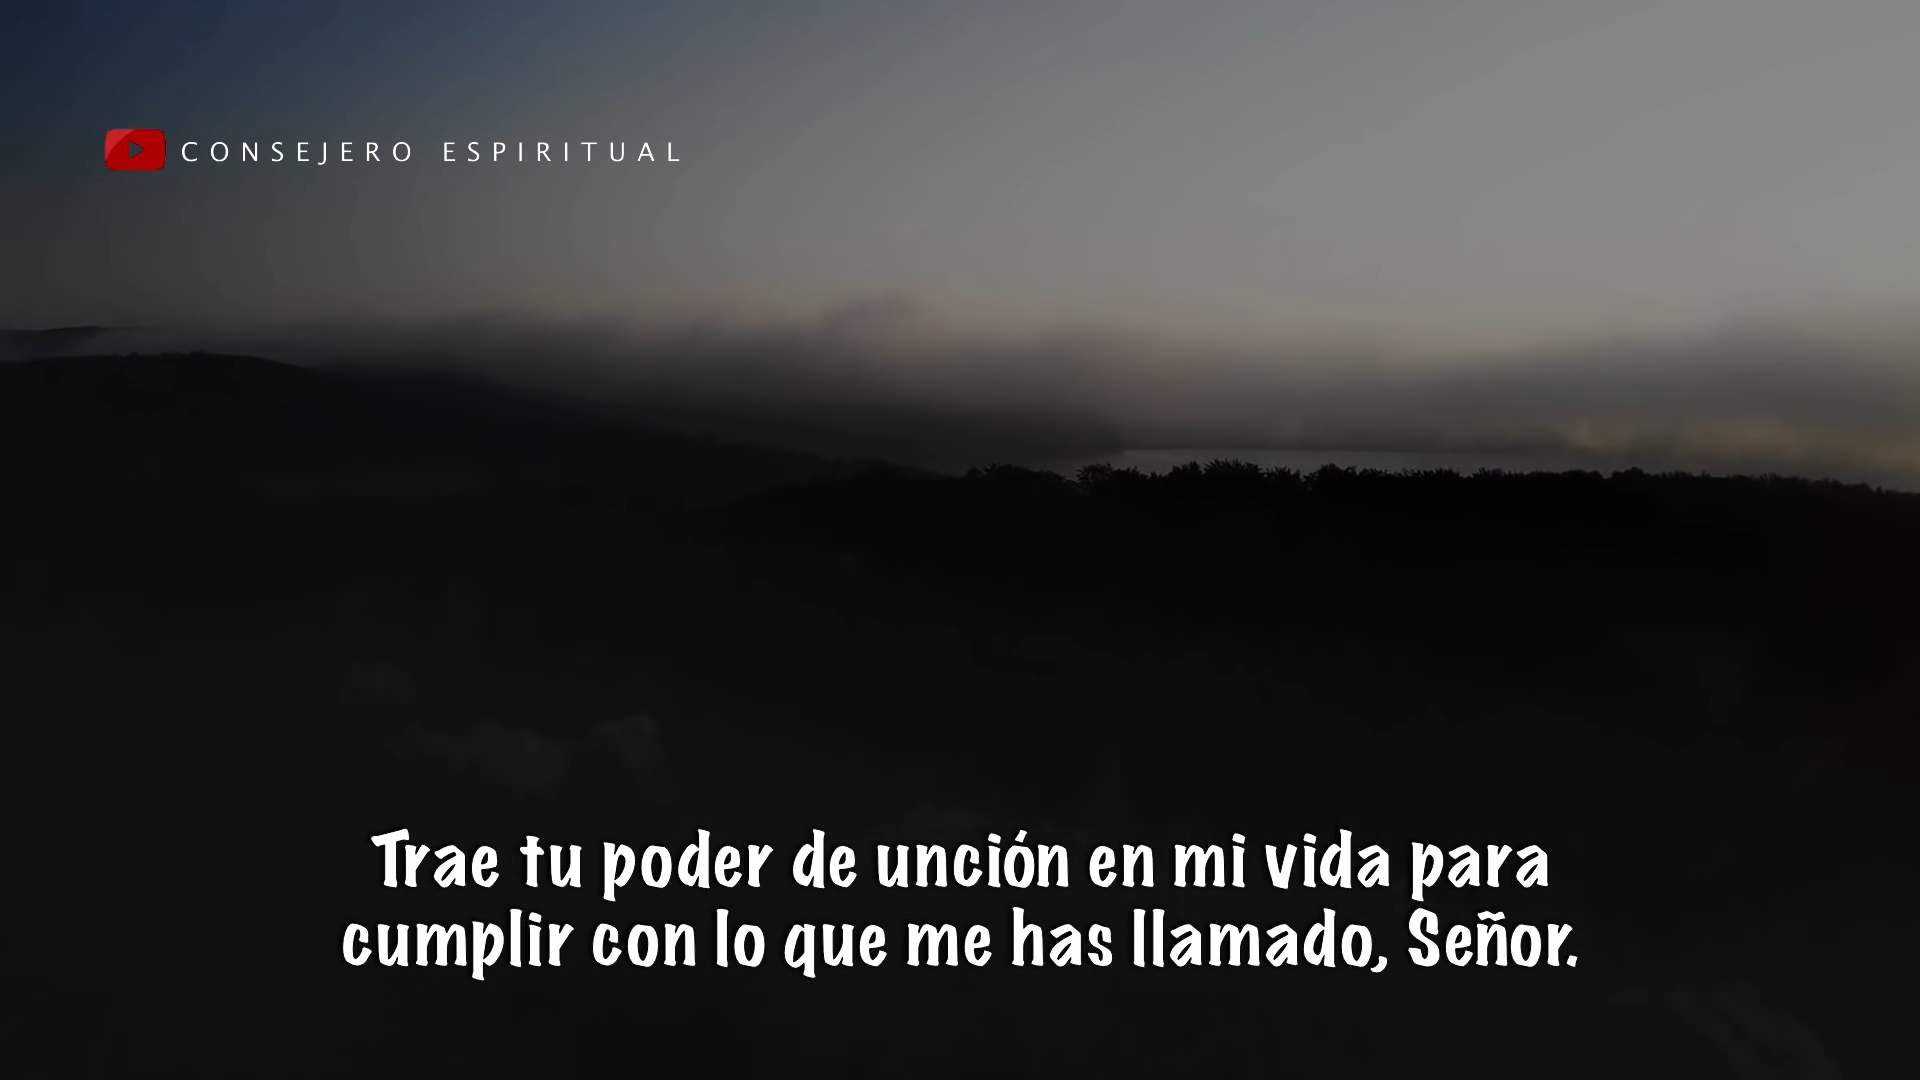 CONSEJERO ESPIRITUAL
Trae tu poder de unción en mi vida para
cumplir con lo que me has llamado, Señor.